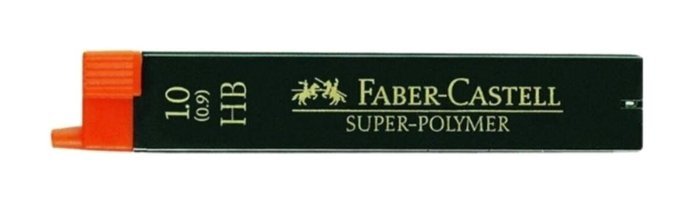 1.0
(0.9)
HB
FABER-CASTELL
SUPER-POLYMER